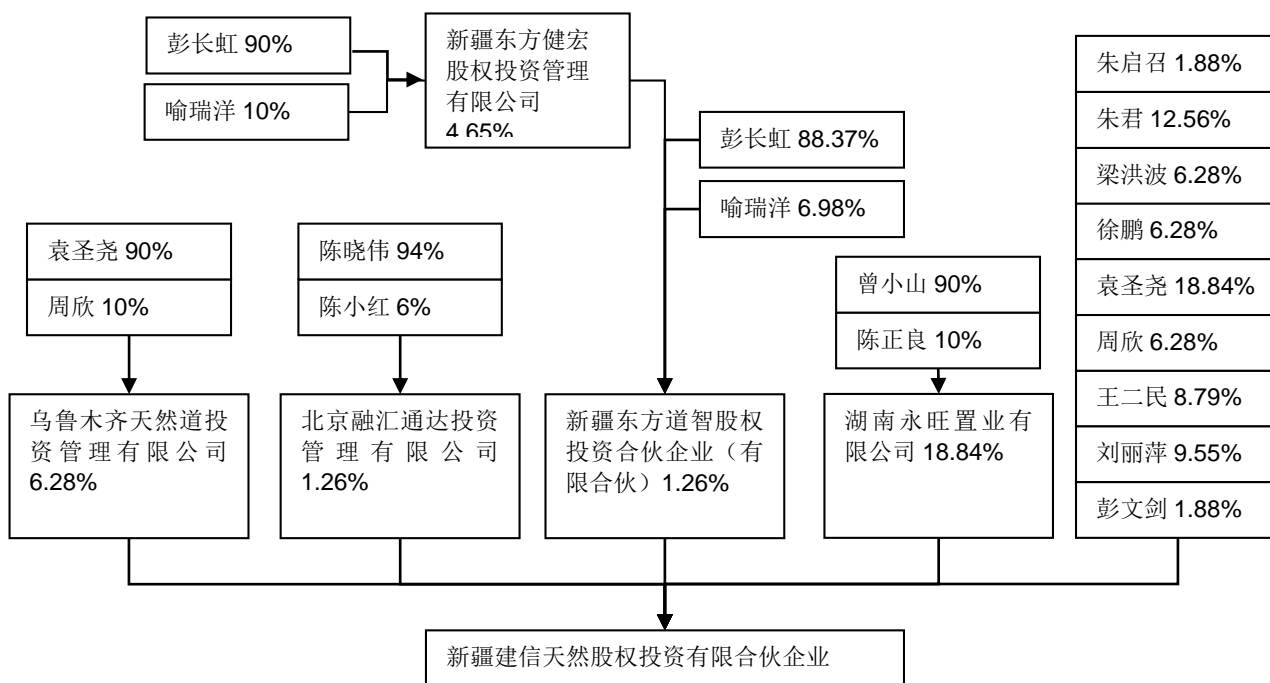 彭长虹 90%
喻瑞洋 10%
新疆东方健宏
股权投资管理
有限公司
4.65%
彭长虹 88.37%
喻瑞洋 6.98%
朱启召 1.88%
朱君 12.56%
梁洪波 6.28%
徐鹏 6.28%
袁圣尧 18.84%
周欣 6.28%
王二民 8.79%
刘丽萍 9.55%
彭文剑 1.88%
袁圣尧 90%
周欣 10%
陈晓伟 94%
陈小红 6%
曾小山 90%
陈正良 10%
乌鲁木齐天然道投
资管理有限公司
6.28%
北京融汇通达投资
管理有限公司
1.26%
新疆东方道智股权
投资合伙企业（有
限合伙）1.26%
湖南永旺置业有
限公司 18.84%
新疆建信天然股权投资有限合伙企业